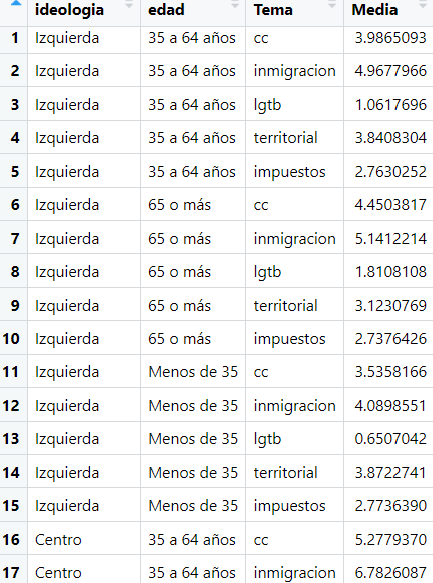 ideologia edad Tema Media
1 Izquierda 35 a 64 años cc 3.9865093
2 Izquierda 35 a 64 años inmigracion 4.9677966
3 Izquierda 35 a 64 años lgtb 1.0617696
4 Izquierda 35 a 64 años territorial 3.8408304
5 Izquierda 35 a 64 años impuestos 2.7630252
6 Izquierda 65 o más cc 4.4503817
7 Izquierda 65 o más inmigracion 5.1412214
8 Izquierda 65 o más lgtb 1.8108108
9 Izquierda 65 o más territorial 3.1230769
10 Izquierda 65 o más impuestos 2.7376426
11 Izquierda Menos de 35 cc 3.5358166
12 Izquierda Menos de 35 inmigracion 4.0898551
13 Izquierda Menos de 35 lgtb 0.6507042
14 Izquierda Menos de 35 territorial 3.8722741
15 Izquierda Menos de 35 impuestos 2.7736390
16 Centro 35 a 64 años cc 5.2779370
17 Centro 35 a 64 años inmigracion 6.7826087